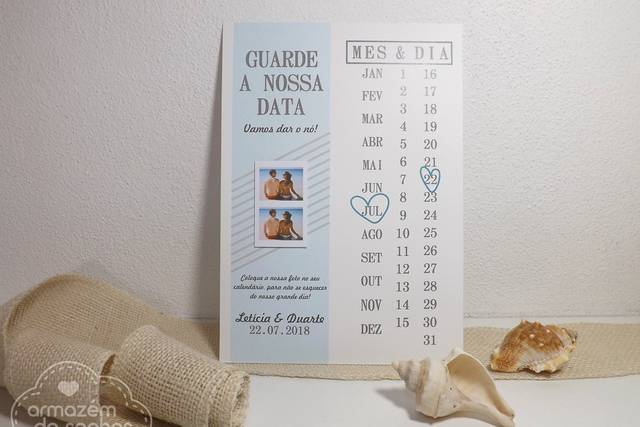 GUARDE
A NOSSA
DATA
Vamos dar o nó!
Coloque a nossa foto no seu
calendário, para não se esquecer
do nosso grande dia!
Letícia & Duarte
22.07.2018
MES & DIA
JAN 1 16
FEV 2 17
3 18
MAR 4 19
ABR 5 20
MAI 6 21
7 22
JUN 8 23
JUL 9 24
AGO 10 25
SET 11 26
12 27
OUT 13 28
NOV 14 29
DEZ 15 30
31
armazém
de sonhos